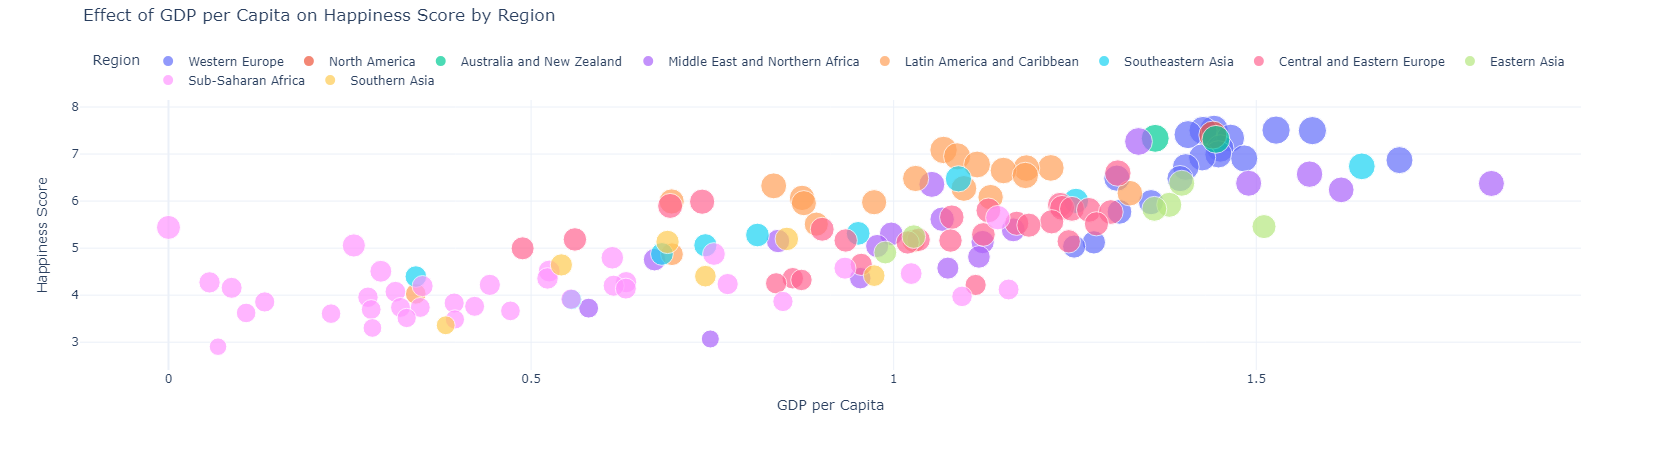 Effect of GDP per Capita on Happiness Score by Region
Region Western Europe North America Australia and New Zealand Middle East and Northern Africa Latin America and Caribbean Southeastern Asia Central and Eastern Europe Eastern Asia
Sub-Saharan Africa Southern Asia
8
7
6
5
4
3
Happiness Score
0 0.5 1 1.5
GDP per Capita